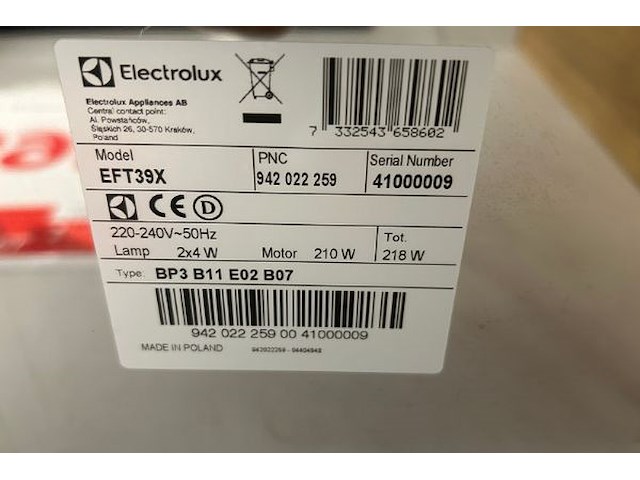 Electrolux
Electrolux Appliances AB
Central contact point:
Al. Powstańców,
Śląskich 26, 30-570 Kraków,
Poland
7 332543 658602
Model
EFT39X
PNC
942 022 259
Serial Number
41000009
CE D
220-240V~50Hz
Lamp 2x4 W Motor 210 W
Tot.
218 W
Type: BP3 B11 E02 B07
942 022 259 00 41000009
MADE IN POLAND